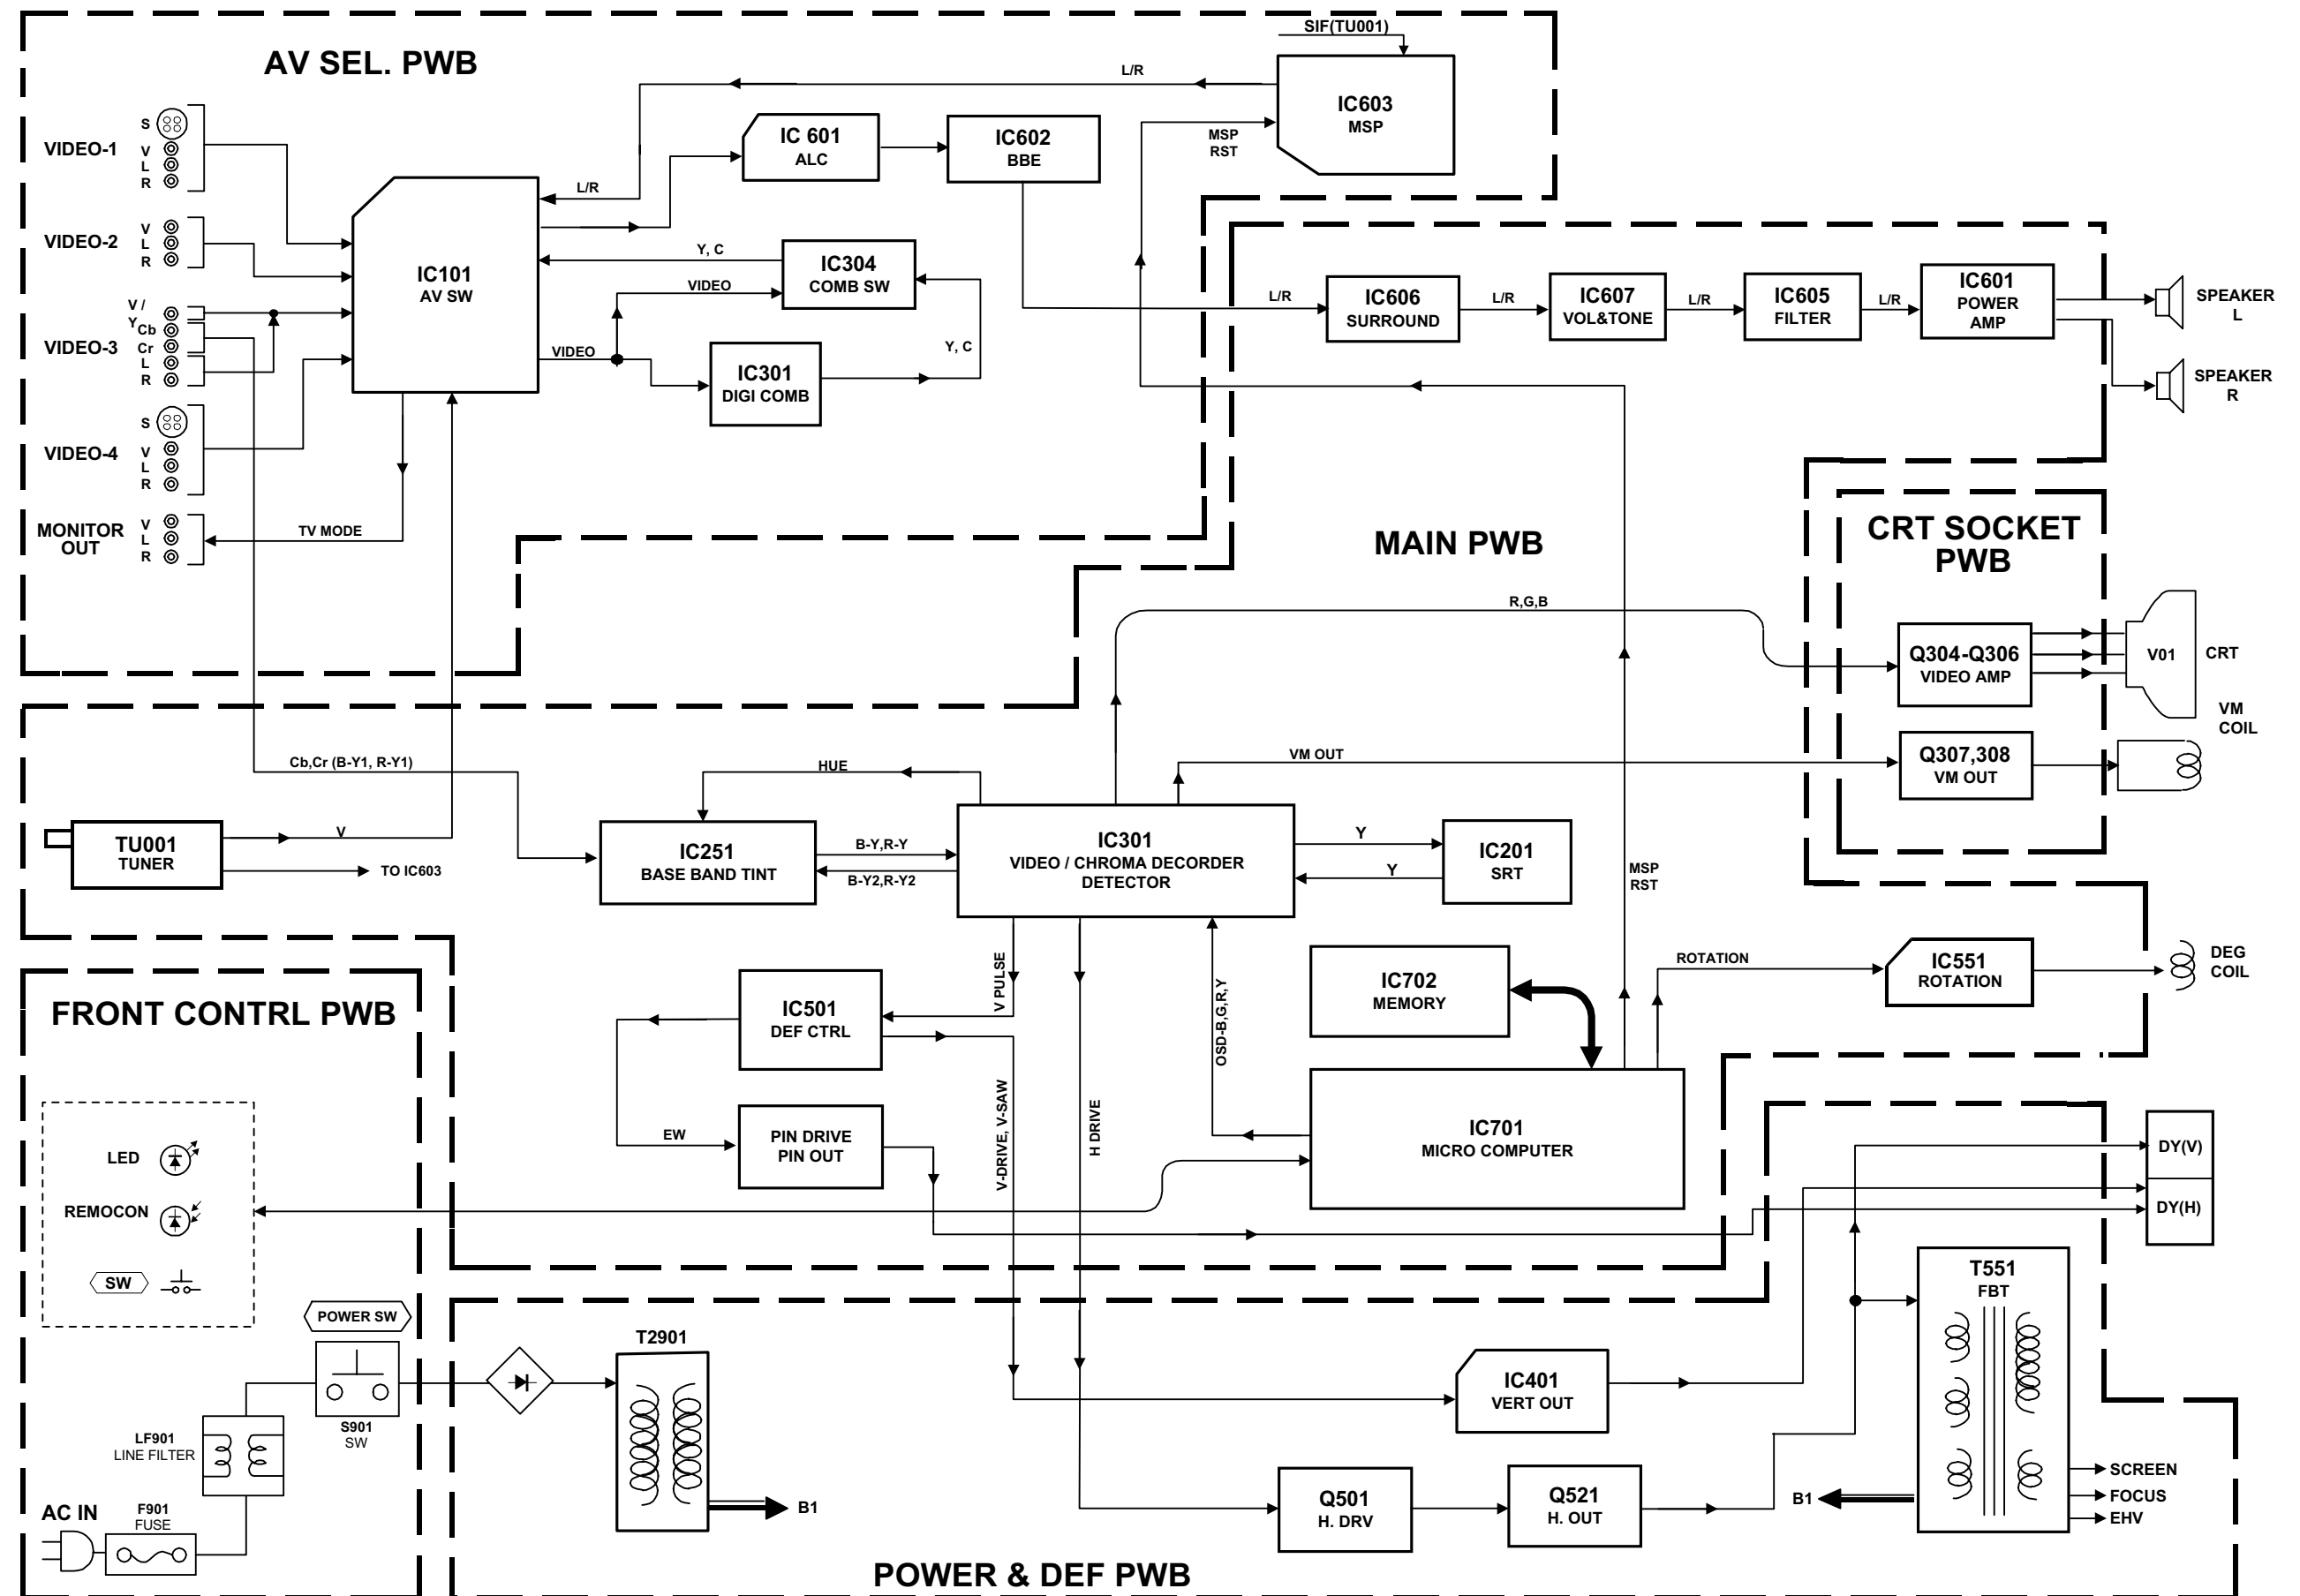 AV SEL. PWB
SIF(TU001)
L/R
IC603
MSP
MSP
RST
VIDEO-1
S
V
L
R
IC 601
ALC
IC602
BBE
L/R
VIDEO-2
V
L
R
IC101
AV SW
Y, C
IC304
COMB SW
VIDEO
VIDEO-3
V /
Y
Cb
Cr
L
R
VIDEO
IC301
DIGI COMB
Y, C
L/R
IC606
SURROUND
L/R
IC607
VOL&TONE
L/R
IC605
FILTER
L/R
IC601
POWER
AMP
SPEAKER
L
SPEAKER
R
VIDEO-4
S
V
L
R
MONITOR
OUT
V
L
R
TV MODE
MAIN PWB
CRT SOCKET
PWB
R,G,B
Q304-Q306
VIDEO AMP
V01
CRT
VM
COIL
Q307,308
VM OUT
VM OUT
Cb,Cr (B-Y1, R-Y1)
HUE
TU001
TUNER
V
TO IC603
IC251
BASE BAND TINT
B-Y,R-Y
B-Y2,R-Y2
IC301
VIDEO / CHROMA DECORDER
DETECTOR
Y
Y
IC201
SRT
MSP
RST
ROTATION
IC551
ROTATION
DEG
COIL
FRONT CONTRL PWB
V PULSE
IC501
DEF CTRL
OSD-B,G,R,Y
IC702
MEMORY
EW
PIN DRIVE
PIN OUT
V-DRIVE, V-SAW
H DRIVE
IC701
MICRO COMPUTER
LED
REMOCON
SW
DY(V)
DY(H)
T551
FBT
POWER SW
S901
SW
T2901
B1
IC401
VERT OUT
LF901
LINE FILTER
AC IN
F901
FUSE
Q501
H. DRV
Q521
H. OUT
B1
SCREEN
FOCUS
EHV
POWER & DEF PWB